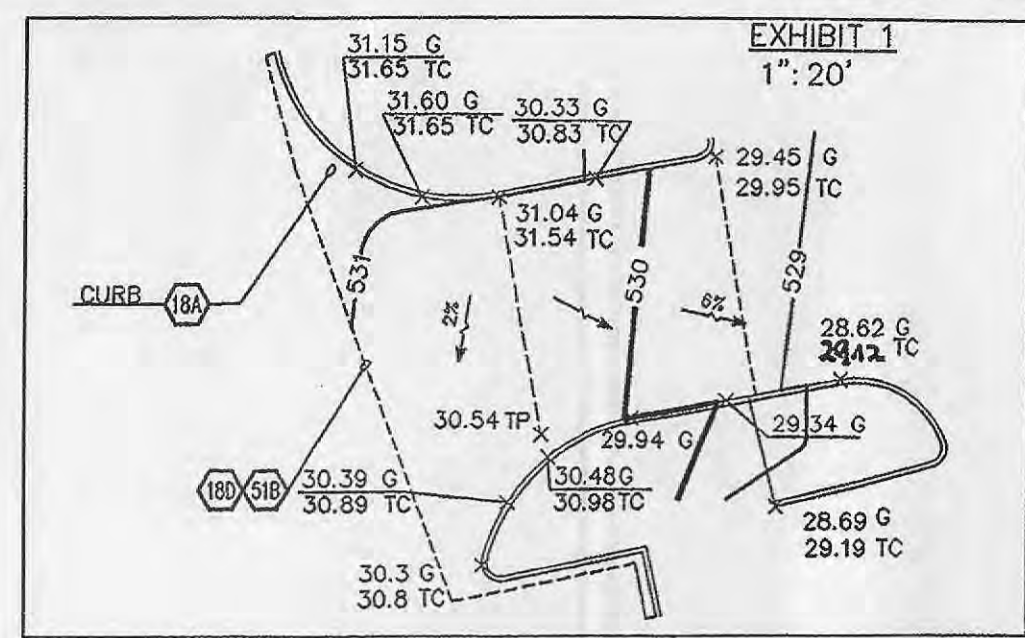 EXHIBIT 1
1":20'
31.15 G
31.65 TC
31.60 G
31.65 TC
30.33 G
30.83 TC
29.45 G
29.95 TC
31.04 G
31.54 TC
531
530
529
CURB
18A
2%
6%
28.62 G
29.12 TC
30.54 TP
29.94 G
29.34 G
18D
51B
30.39 G
30.89 TC
30.48G
30.98TC
28.69 G
29.19 TC
30.3 G
30.8 TC